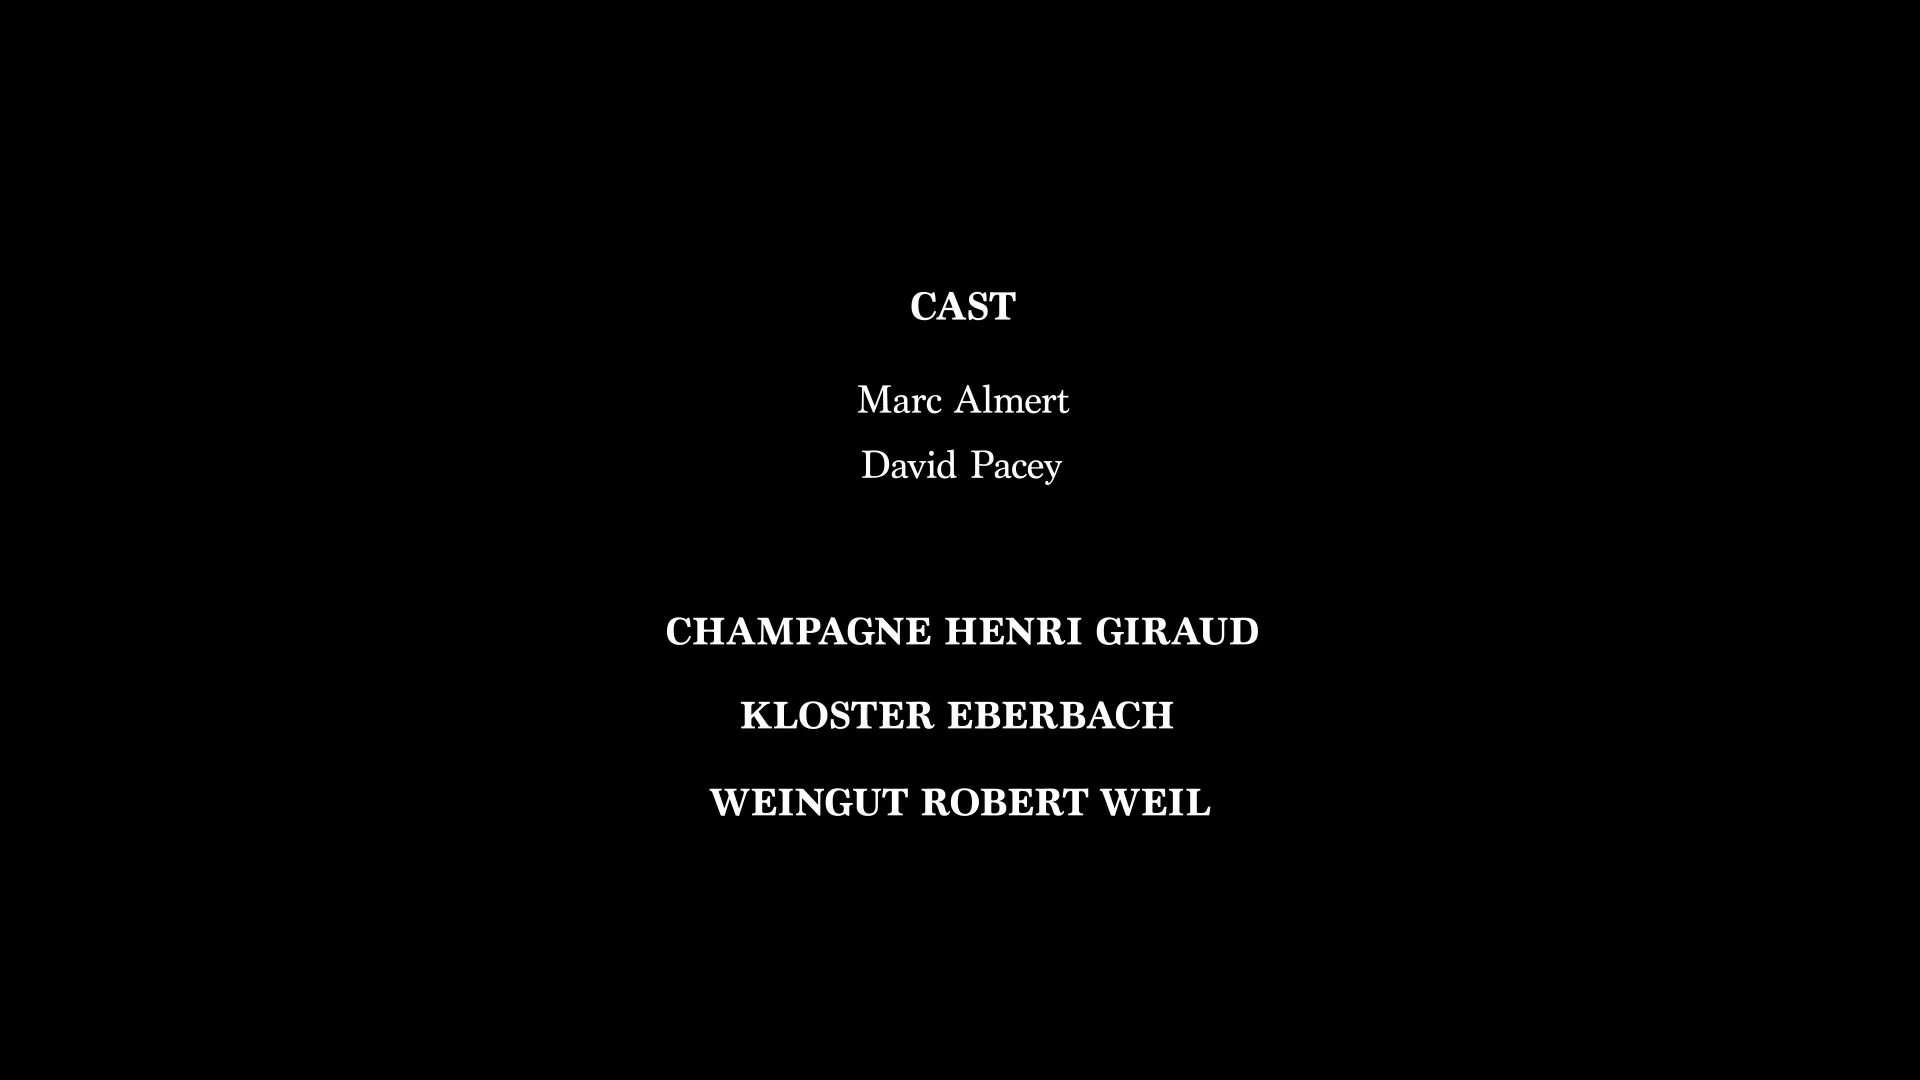 CAST
Marc Almert
David Pacey
CHAMPAGNE HENRI GIRAUD
KLOSTER EBERBACH
WEINGUT ROBERT WEIL